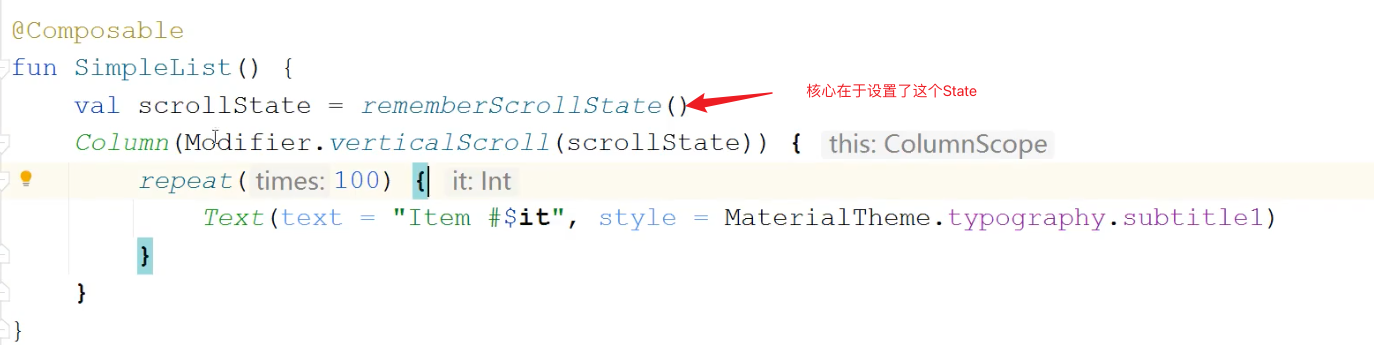 @Composable
fun SimpleList() {
val scrollState = rememberScrollState() 核心在于设置了这个State
Column(Modifier.verticalScroll(scrollState)) { this: ColumnScope
repeat( times: 100) { it: Int
Text(text = "Item #$it", style = MaterialTheme.typography.subtitle1)
}
}
}